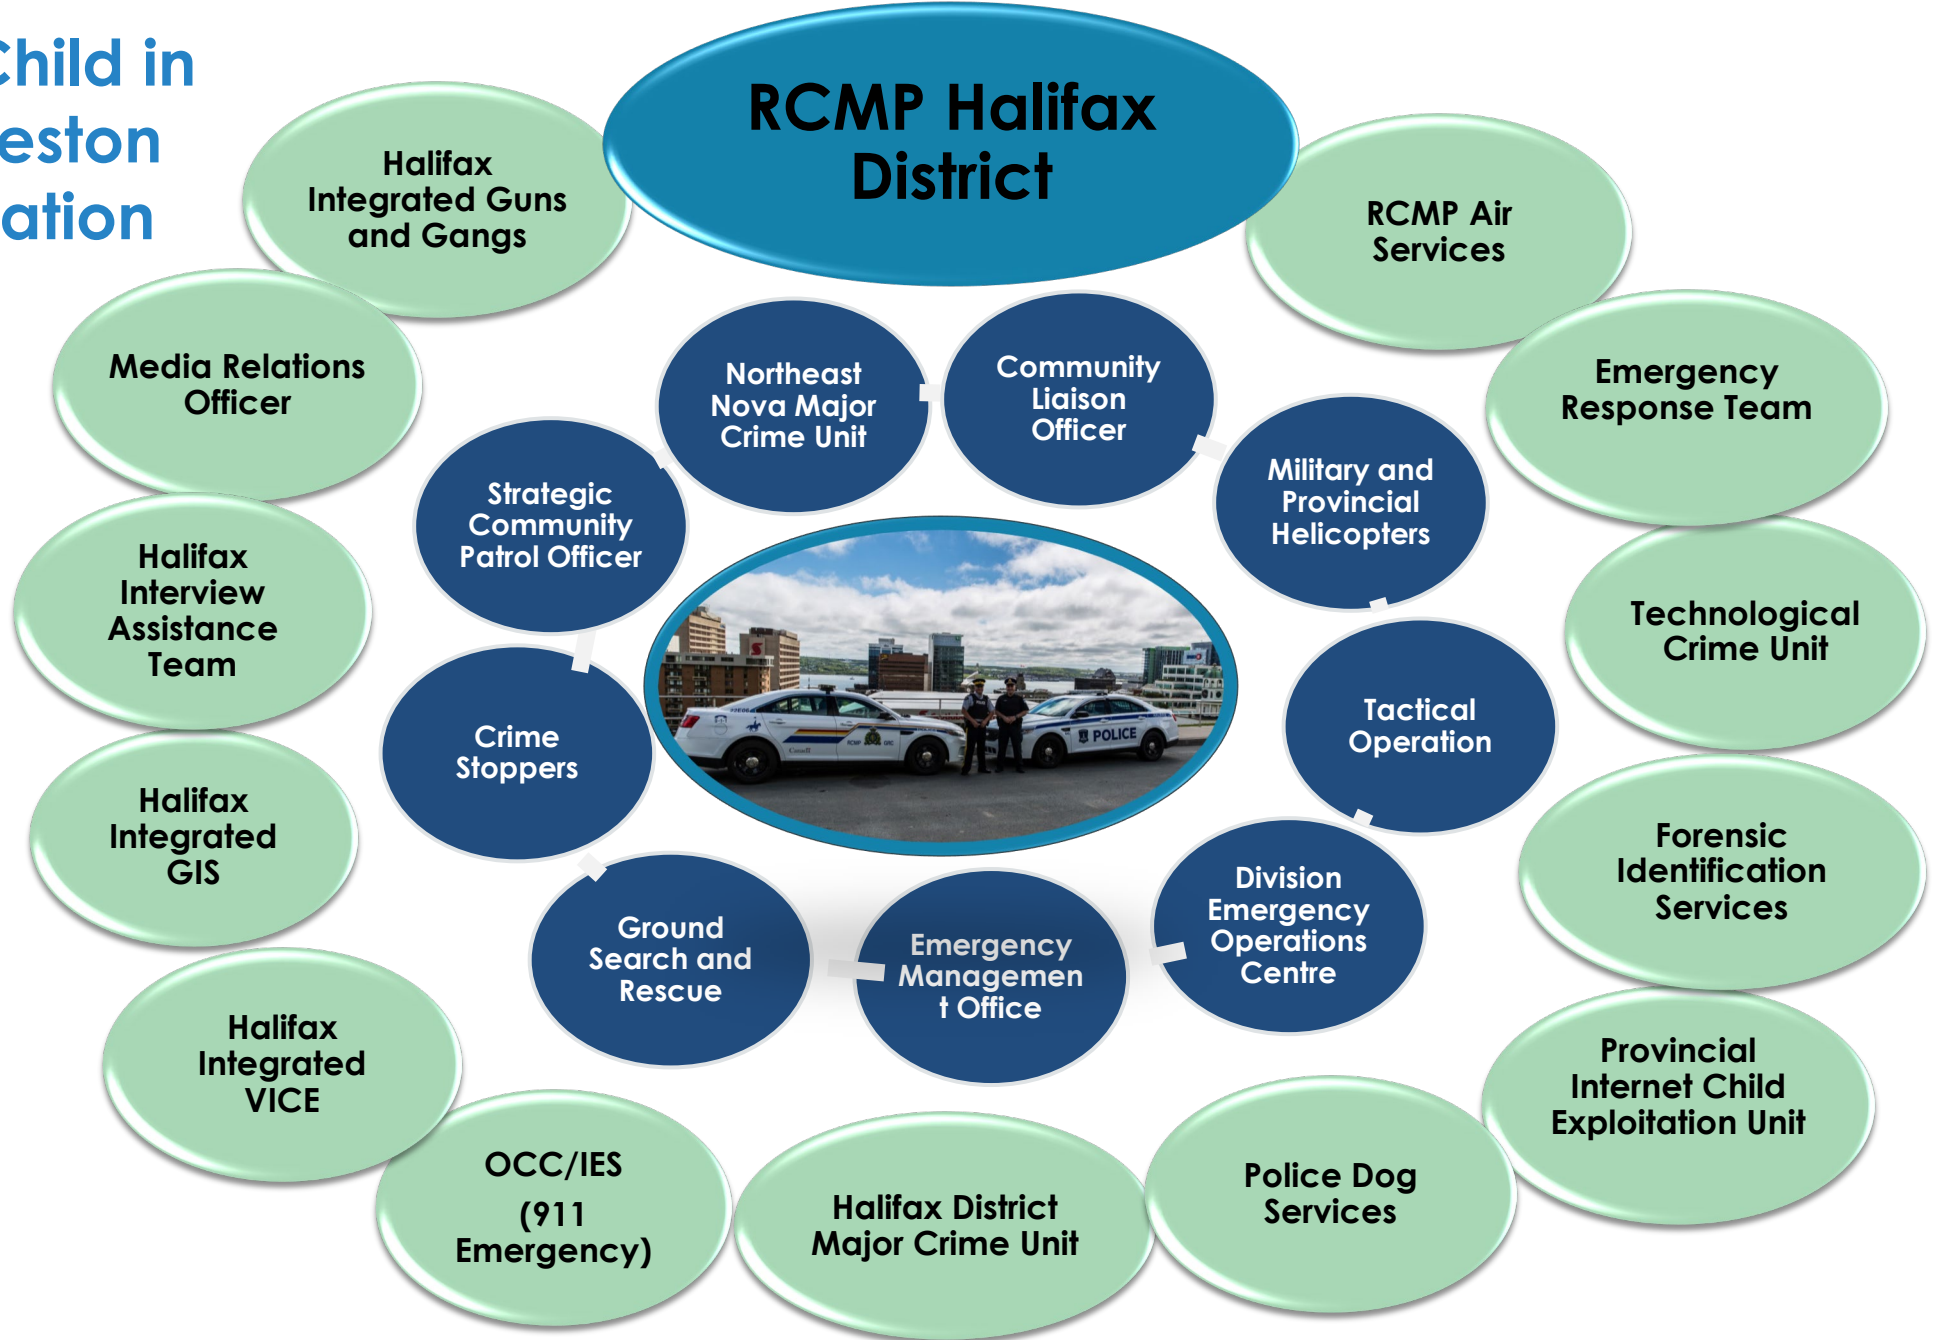 Child in
eston
ation
RCMP Halifax
District
Halifax
Integrated Guns
and Gangs
RCMP Air
Services
Media Relations
Officer
Emergency
Response Team
Halifax
Interview
Assistance
Team
Technological
Crime Unit
Halifax
Integrated
GIS
Forensic
Identification
Services
Halifax
Integrated
VICE
Provincial
Internet Child
Exploitation Unit
OCC/IES
(911
Emergency)
Halifax District
Major Crime Unit
Police Dog
Services
Northeast
Nova Major
Crime Unit
Community
Liaison
Officer
Strategic
Community
Patrol Officer
Military and
Provincial
Helicopters
Crime
Stoppers
Tactical
Operation
Ground
Search and
Rescue
Emergency
Managemen
t Office
Division
Emergency
Operations
Centre
Canada
RCMP GRC
POLICE